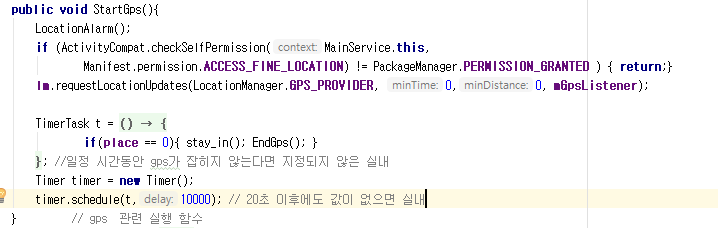 public void StartGps(){
LocationAlarm();
if (ActivityCompat.checkSelfPermission( context: MainService.this,
Manifest.permission.ACCESS_FINE_LOCATION) != PackageManager.PERMISSION_GRANTED ) { return;}
lm.requestLocationUpdates(LocationManager.GPS_PROVIDER, minTime: 0, minDistance: 0, mGpsListener);
TimerTask t = () → {
if(place == 0){ stay_in(); EndGps(); }
}; //일정 시간동안 gps가 잡히지 않는다면 지정되지 않은 실내
Timer timer = new Timer();
timer.schedule(t, delay: 10000); // 20초 이후에도 값이 없으면 실내
} // gps 관련 실행 함수